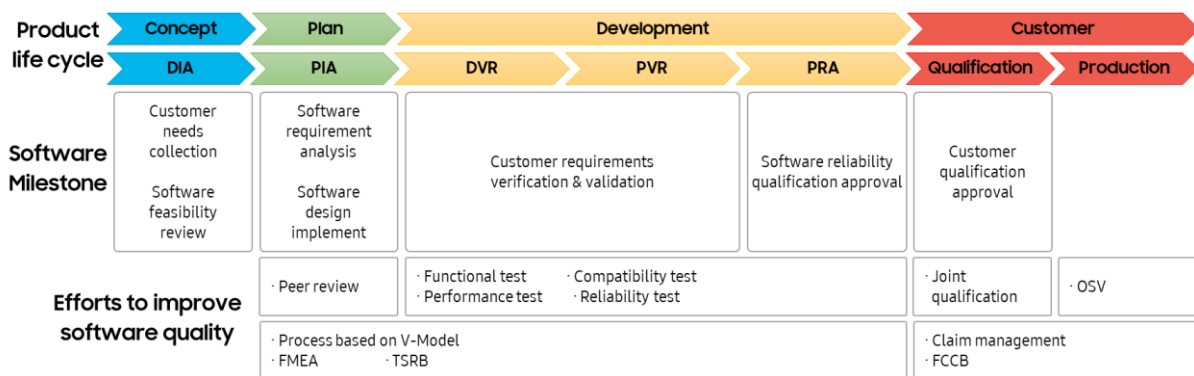 Product
life cycle
Concept
Plan
Development
Customer
DIA
PIA
DVR
PVR
PRA
Qualification
Production
Software
Milestone
Customer
needs
collection
Software
feasibility
review
Software
requirement
analysis
Software
design
implement
Customer requirements
verification & validation
Software reliability
qualification approval
Customer
qualification
approval
Efforts to improve
software quality
· Peer review
· Functional test
· Compatibility test
· Performance test
· Reliability test
· Joint
qualification
· OSV
· Process based on V-Model
· FMEA
· TSRB
· Claim management
· FCCB